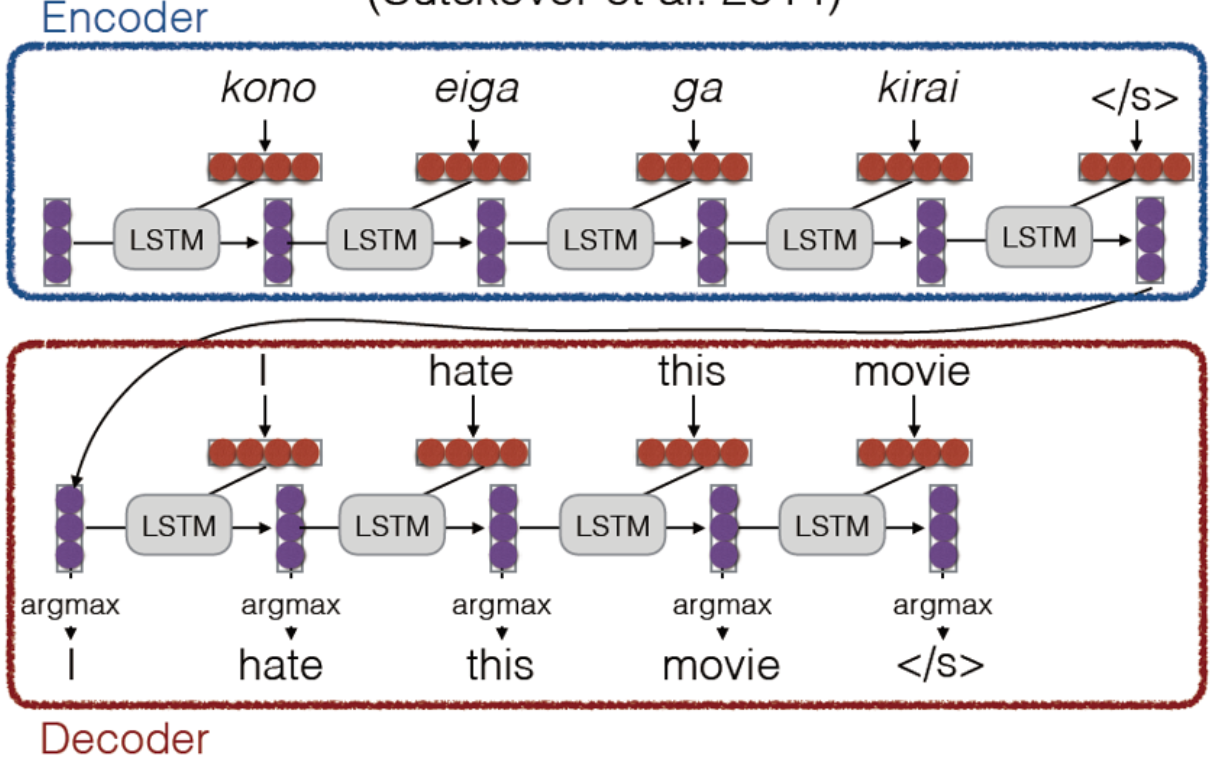 (Sutskever et al. 2014)
Encoder
kono eiga ga kirai </s>
LSTM LSTM LSTM LSTM LSTM
I hate this movie
LSTM LSTM LSTM LSTM
argmax argmax argmax argmax argmax
I hate this movie </s>
Decoder